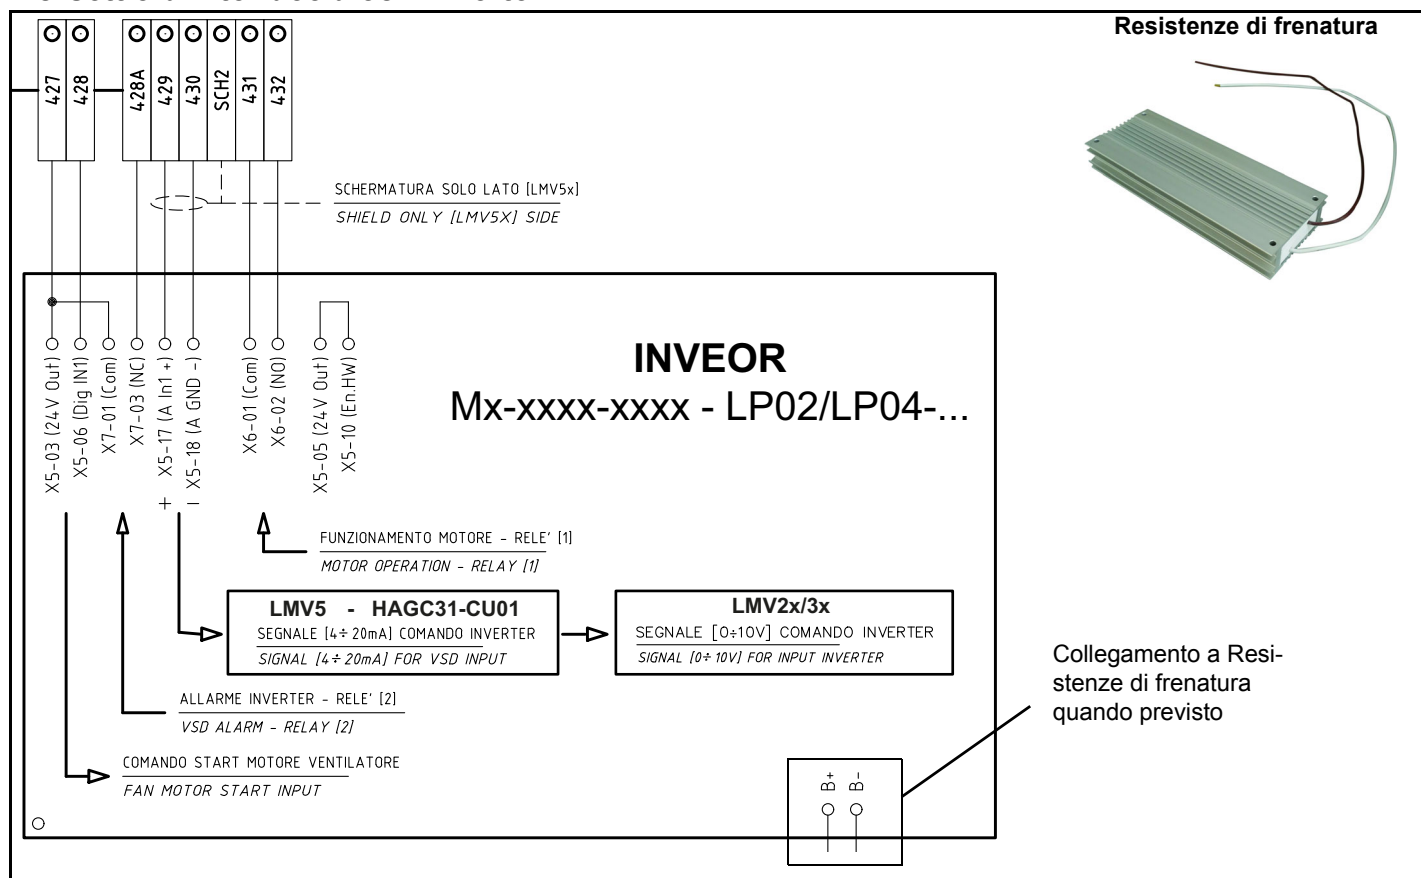 Resistenze di frenatura
427
428
428A
429
430
SCH2
431
432
SCHERMATURA SOLO LATO [LMV5x]
SHIELD ONLY [LMV5X] SIDE
X5-03 (24V Out)
X5-06 (Dig IN1)
X7-01 (Com)
X7-03 (NC)
+ X5-17 (A In1 +)
- X5-18 (A GND -)
X6-01 (Com)
X6-02 (NO)
X5-05 (24V Out)
X5-10 (En.HW)
INVEOR
Mx-xxxx-xxxx - LP02/LP04-...
FUNZIONAMENTO MOTORE - RELE' [1]
MOTOR OPERATION - RELAY [1]
LMV5 - HAGC31-CU01
SEGNALE [4÷20mA] COMANDO INVERTER
SIGNAL [4÷20mA] FOR VSD INPUT
LMV2x/3x
SEGNALE [0÷10V] COMANDO INVERTER
SIGNAL [0÷10V] FOR INPUT INVERTER
Collegamento a Resi-
stenze di frenatura
quando previsto
ALLARME INVERTER - RELE' [2]
VSD ALARM - RELAY [2]
COMANDO START MOTORE VENTILATORE
FAN MOTOR START INPUT
B+
B-